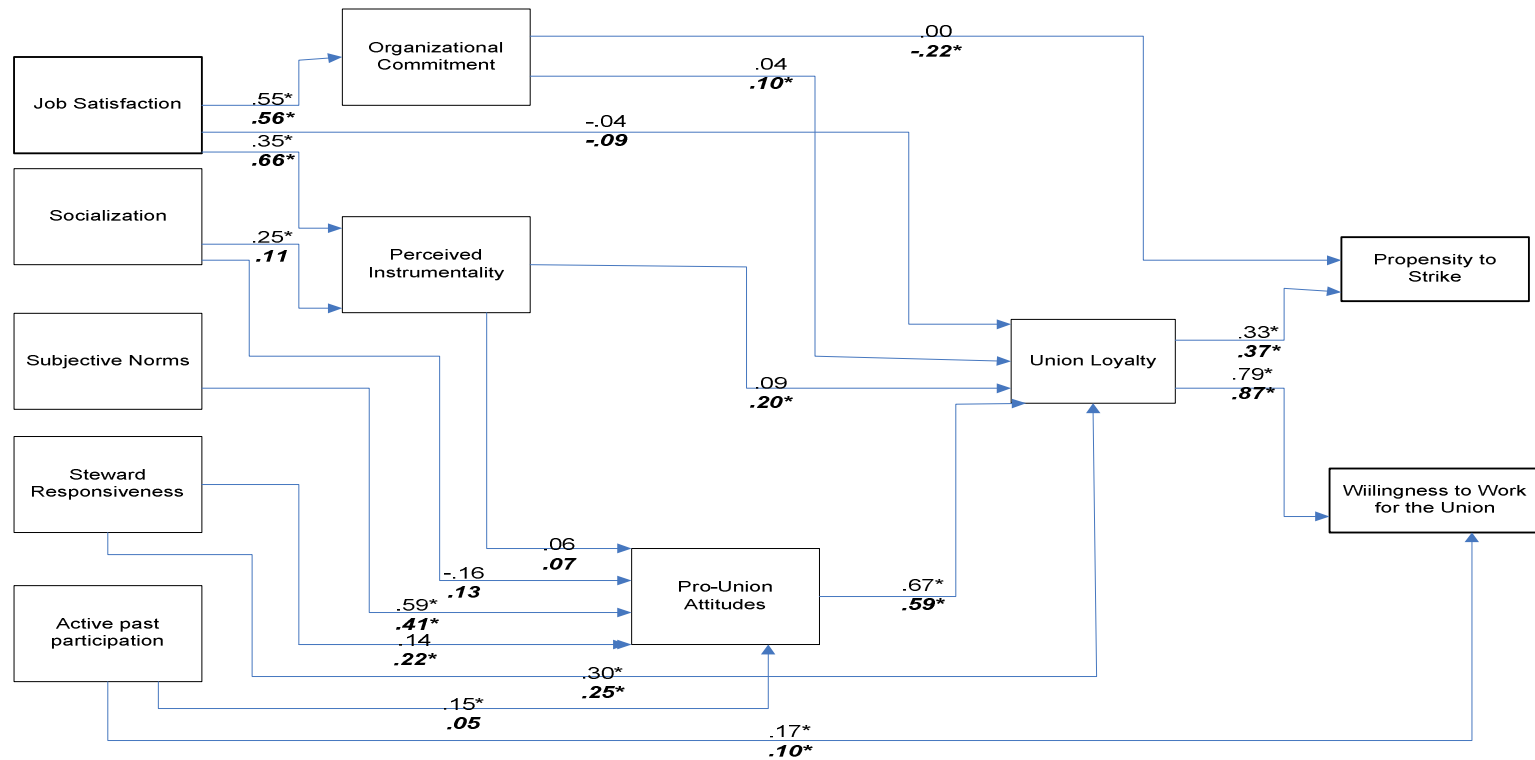 Organizational
Commitment
.00
-.22*
.04
.10*
Job Satisfaction
.55*
.56*
-.04
-.09
.35*
.66*
Socialization
.25*
.11
Perceived
Instrumentality
Propensity to
Strike
Subjective Norms
Union Loyalty
.33*
.37*
.09
.20*
.79*
.87*
Steward
Responsiveness
Wiilingness to Work
for the Union
.06
.07
-.16
.13
Pro-Union
Attitudes
.67*
.59*
.59*
.41*
.14
.22*
Active past
participation
.30*
.25*
.15*
.05
.17*
.10*